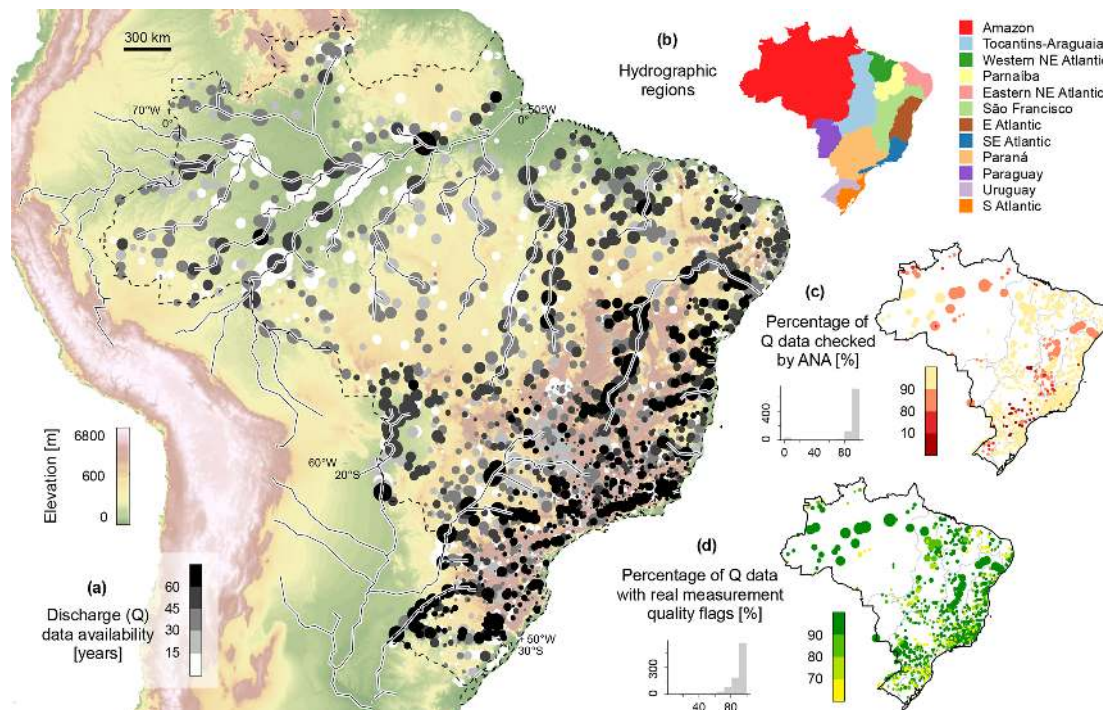 300 km
70°W
0°
50°W
0°
60°W
20°S
50°W
30°S
Elevation [m]
6800
600
0
(a)
Discharge (Q)
data availability
[years]
60
45
30
15
(b)
Hydrographic
regions
Amazon
Tocantins-Araguaia
Western NE Atlantic
Parnaíba
Eastern NE Atlantic
São Francisco
E Atlantic
SE Atlantic
Paraná
Paraguay
Uruguay
S Atlantic
(c)
Percentage of
Q data checked
by ANA [%]
0 400
0 40 80
90
80
10
(d)
Percentage of Q data
with real measurement
quality flags [%]
0 300
40 80
90
80
70